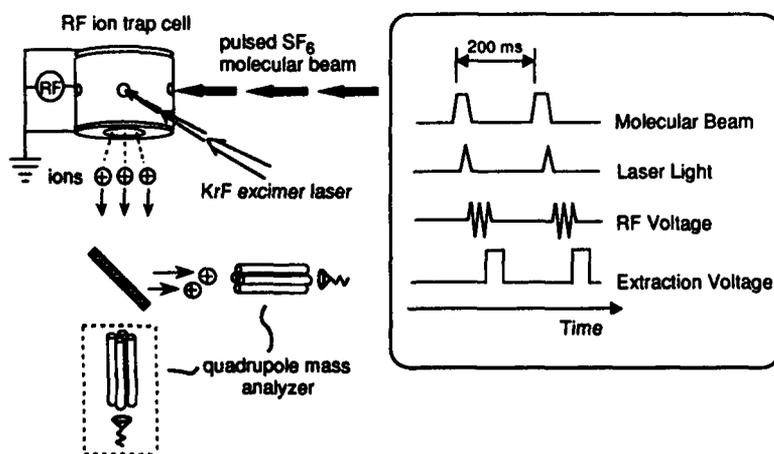 RF ion trap cell
pulsed SF6
molecular beam
RF
ions
KrF excimer laser
quadrupole mass
analyzer
200 ms
Molecular Beam
Laser Light
RF Voltage
Extraction Voltage
Time